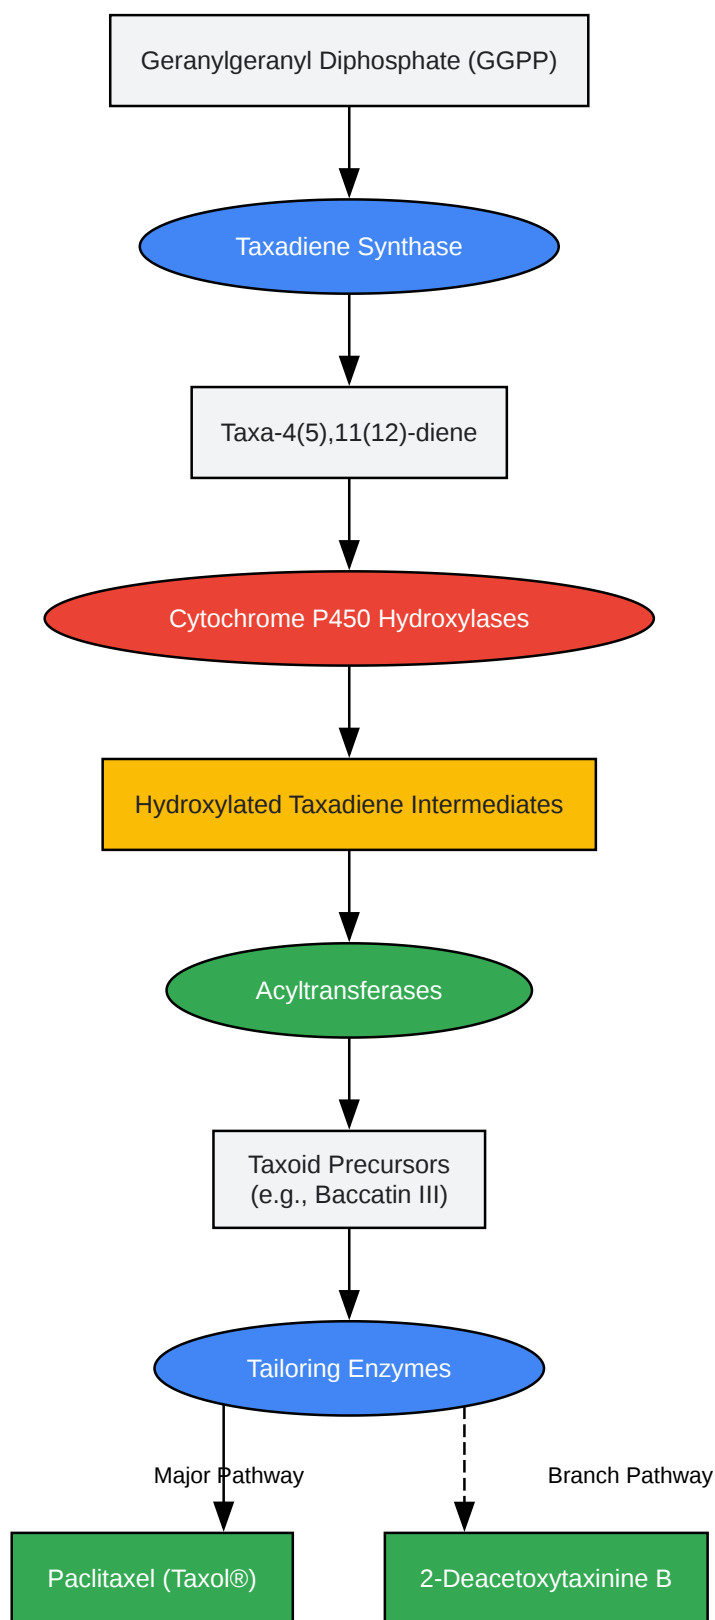 Geranylgeranyl Diphosphate (GGPP)
Taxadiene Synthase
Taxa-4(5),11(12)-diene
Cytochrome P450 Hydroxylases
Hydroxylated Taxadiene Intermediates
Acyltransferases
Taxoid Precursors
(e.g., Baccatin III)
Tailoring Enzymes
Major Pathway
Branch Pathway
Paclitaxel (Taxol®)
2-Deacetoxytaxinine B